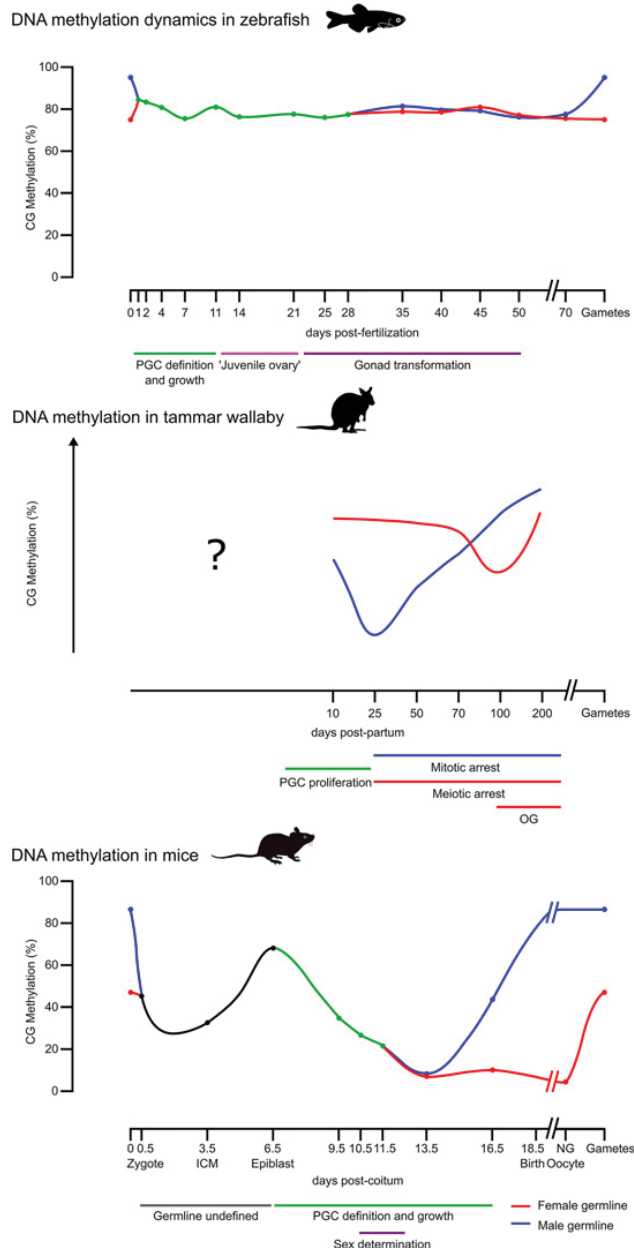 DNA methylation dynamics in zebrafish
100
80
60
40
20
0
CG Methylation (%)
0 1 2 4 7 11 14 21 25 28 35 40 45 50 70 Gametes
days post-fertilization
PGC definition and growth
'Juvenile ovary'
Gonad transformation
DNA methylation in tammar wallaby
CG Methylation (%)
?
10 25 50 70 100 200 Gametes
days post-partum
Mitotic arrest
PGC proliferation
Meiotic arrest
OG
DNA methylation in mice
100
80
60
40
20
0
CG Methylation (%)
0 0.5 3.5 6.5 9.5 10.5 11.5 13.5 16.5 18.5 NG Gametes
Zygote ICM Epiblast Birth Oocyte
days post-coitum
Germline undefined
PGC definition and growth
Sex determination
Female germline
Male germline